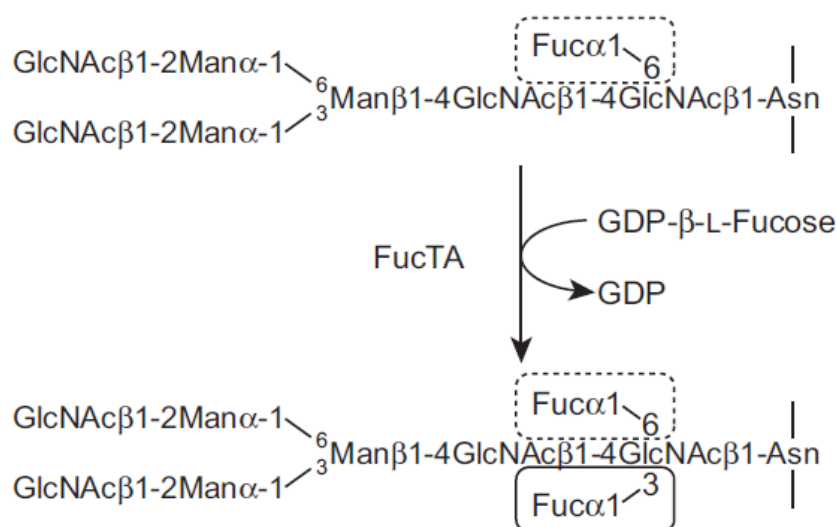 Fucα1
GlcNAcβ1-2Manα-1
6
6
Manβ1-4GlcNAcβ1-4GlcNAcβ1-Asn
3
GlcNAcβ1-2Manα-1
GDP-β-L-Fucose
FucTA
GDP
Fucα1
GlcNAcβ1-2Manα-1
6
6
Manβ1-4GlcNAcβ1-4GlcNAcβ1-Asn
3
GlcNAcβ1-2Manα-1
3
Fucα1